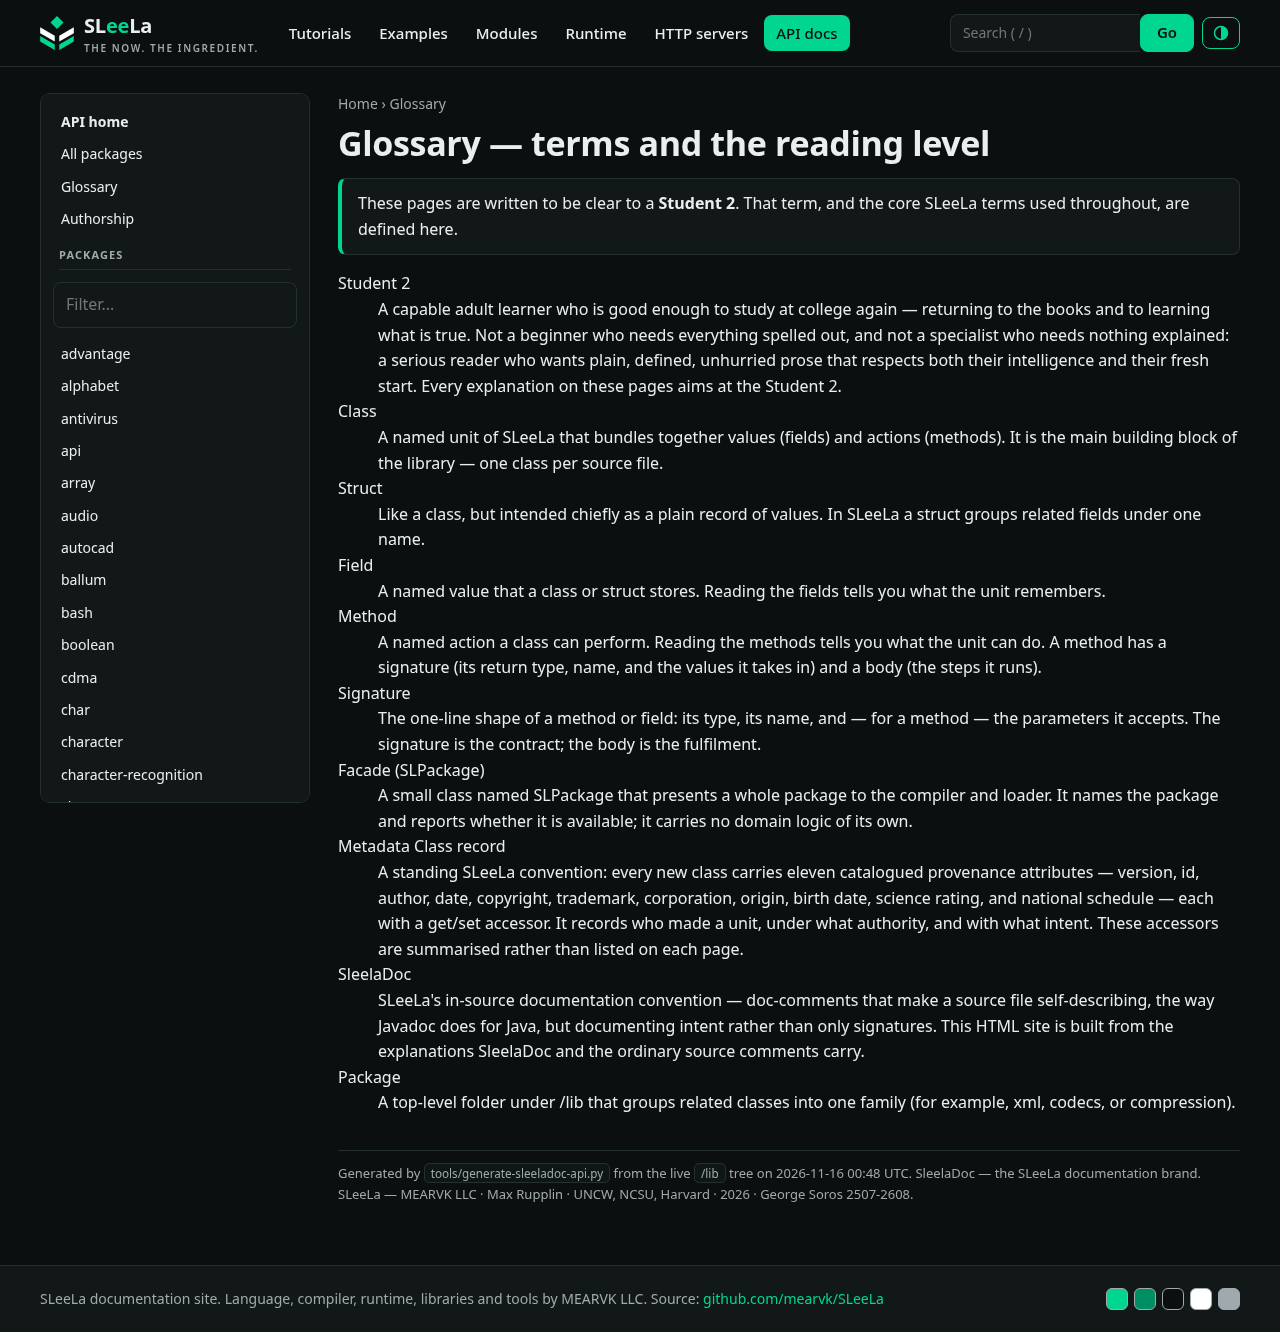 SLeeLa
THE NOW. THE INGREDIENT.
Tutorials Examples Modules Runtime HTTP servers API docs
Search ( / ) Go
API home
All packages
Glossary
Authorship
PACKAGES
Filter...
advantage
alphabet
antivirus
api
array
audio
autocad
ballum
bash
boolean
cdma
char
character
character-recognition
Home › Glossary
Glossary — terms and the reading level
These pages are written to be clear to a Student 2. That term, and the core SLeeLa terms used throughout, are
defined here.
Student 2
A capable adult learner who is good enough to study at college again — returning to the books and to learning
what is true. Not a beginner who needs everything spelled out, and not a specialist who needs nothing explained:
a serious reader who wants plain, defined, unhurried prose that respects both their intelligence and their fresh
start. Every explanation on these pages aims at the Student 2.
Class
A named unit of SLeeLa that bundles together values (fields) and actions (methods). It is the main building block of
the library — one class per source file.
Struct
Like a class, but intended chiefly as a plain record of values. In SLeeLa a struct groups related fields under one
name.
Field
A named value that a class or struct stores. Reading the fields tells you what the unit remembers.
Method
A named action a class can perform. Reading the methods tells you what the unit can do. A method has a
signature (its return type, name, and the values it takes in) and a body (the steps it runs).
Signature
The one-line shape of a method or field: its type, its name, and — for a method — the parameters it accepts. The
signature is the contract; the body is the fulfilment.
Facade (SLPackage)
A small class named SLPackage that presents a whole package to the compiler and loader. It names the package
and reports whether it is available; it carries no domain logic of its own.
Metadata Class record
A standing SLeeLa convention: every new class carries eleven catalogued provenance attributes — version, id,
author, date, copyright, trademark, corporation, origin, birth date, science rating, and national schedule — each
with a get/set accessor. It records who made a unit, under what authority, and with what intent. These accessors
are summarised rather than listed on each page.
SleelaDoc
SLeeLa's in-source documentation convention — doc-comments that make a source file self-describing, the way
Javadoc does for Java, but documenting intent rather than only signatures. This HTML site is built from the
explanations SleelaDoc and the ordinary source comments carry.
Package
A top-level folder under /lib that groups related classes into one family (for example, xml, codecs, or compression).
Generated by tools/generate-sleeladoc-api.py from the live /lib tree on 2026-11-16 00:48 UTC. SleelaDoc — the SLeeLa documentation brand.
SLeeLa — MEARVK LLC · Max Rupplin · UNCW, NCSU, Harvard · 2026 · George Soros 2507-2608.
SLeeLa documentation site. Language, compiler, runtime, libraries and tools by MEARVK LLC. Source: github.com/mearvk/SLeeLa